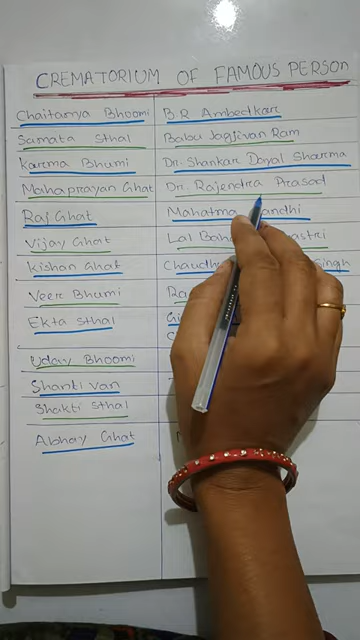 CREMATORIUM OF FAMOUS PERSON
Chaitanya Bhoomi B.R Ambedkar
Samata Sthal Babu Jagjivan Ram
Karma Bhumi Dr. Shankar Dayal Sharma
Mahaprayan Ghat Dr. Rajendra Prasad
Raj Ghat Mahatma
Vijay Ghat Lal
Kishan Ghat Singh
Veer Bhumi
Ekta Sthal
Uday Bhoomi
Shanti van
Shakti Sthal
Abhay Ghat